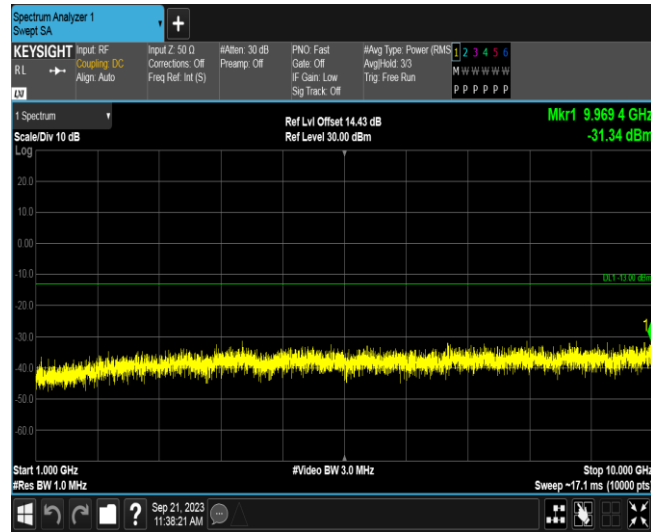 Spectrum Analyzer 1
Swept SA
KEYSIGHT
RL
LXI
Input: RF
Coupling: DC
Align: Auto
Input Z: 50 Ω
Corrections: Off
Freq Ref: Int (S)
#Atten: 30 dB
Preamp: Off
PNO: Fast
Gate: Off
IF Gain: Low
Sig Track: Off
#Avg Type: Power (RMS
Avg|Hold: 3/3
Trig: Free Run
1 2 3 4 5 6
M W W W W W
P P P P P P
1 Spectrum
Scale/Div 10 dB
Log
Ref Lvl Offset 14.43 dB
Ref Level 30.00 dBm
Mkr1 9.969 4 GHz
-31.34 dBm
20.0
10.0
0.00
-10.0
DL1 -13.00 dBm
-20.0
-30.0
1
-40.0
-50.0
-60.0
Start 1.000 GHz
#Video BW 3.0 MHz
Stop 10.000 GHz
#Res BW 1.0 MHz
Sweep ~17.1 ms (10000 pts)
?
Sep 21, 2023
11:38:21 AM